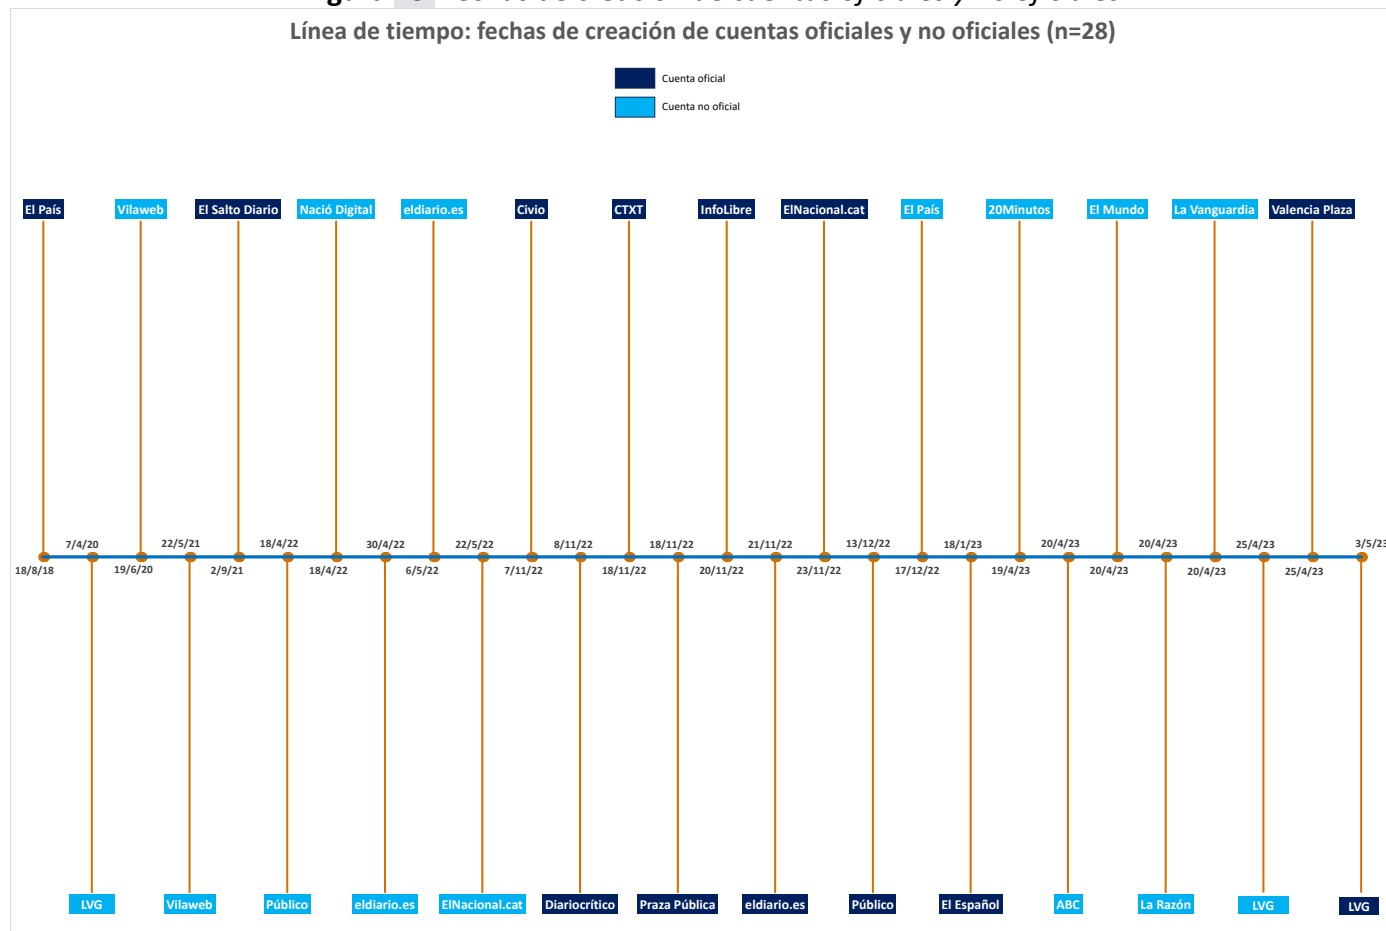 Línea de tiempo: fechas de creación de cuentas oficiales y no oficiales (n=28)
Cuenta oficial
Cuenta no oficial
El País Vilaweb El Salto Diario Nació Digital eldiario.es Civio CTXT InfoLibre ElNacional.cat El País 20Minutos El Mundo La Vanguardia Valencia Plaza
7/4/20 22/5/21 18/4/22 30/4/22 22/5/22 8/11/22 18/11/22 21/11/22 13/12/22 18/1/23 20/4/23 20/4/23 25/4/23 3/5/23
18/8/18 19/6/20 2/9/21 18/4/22 6/5/22 7/11/22 18/11/22 20/11/22 23/11/22 17/12/22 19/4/23 20/4/23 20/4/23 25/4/23
LVG Vilaweb Público eldiario.es ElNacional.cat Diariocrítico Praza Pública eldiario.es Público El Español ABC La Razón LVG LVG